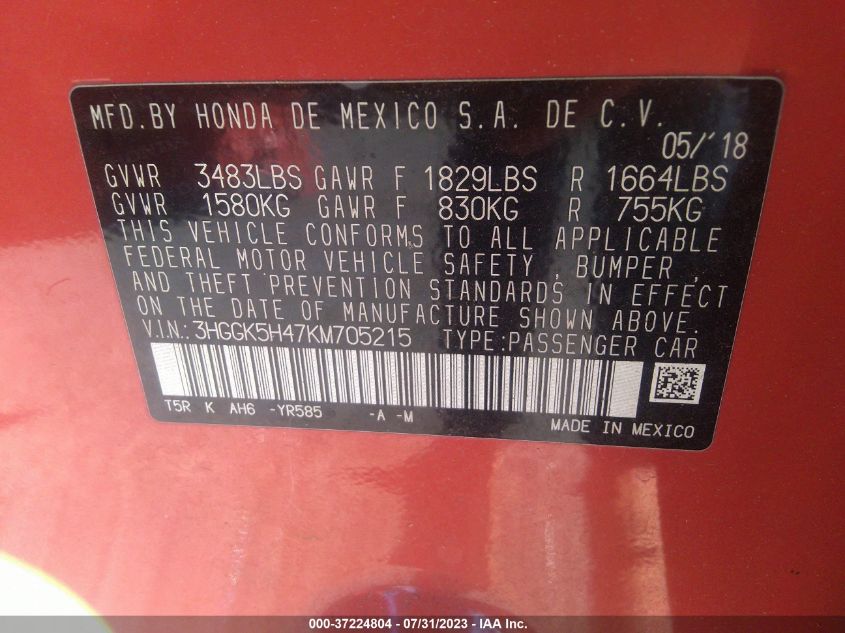 MFD.BY HONDA DE MEXICO S.A. DE C.V.
05/'18
GVWR 3483LBS GAWR F 1829LBS R 1664LBS
GVWR 1580KG GAWR F 830KG R 755KG
THIS VEHICLE CONFORMS TO ALL APPLICABLE
FEDERAL MOTOR VEHICLE SAFETY, BUMPER,
AND THEFT PREVENTION STANDARDS IN EFFECT
ON THE DATE OF MANUFACTURE SHOWN ABOVE.
V.I.N.: 3HGGK5H47KM705215 TYPE:PASSENGER CAR
T5R K AH6 -YR585 -A -M
MADE IN MEXICO
000-37224804 - 07/31/2023 - IAA Inc.